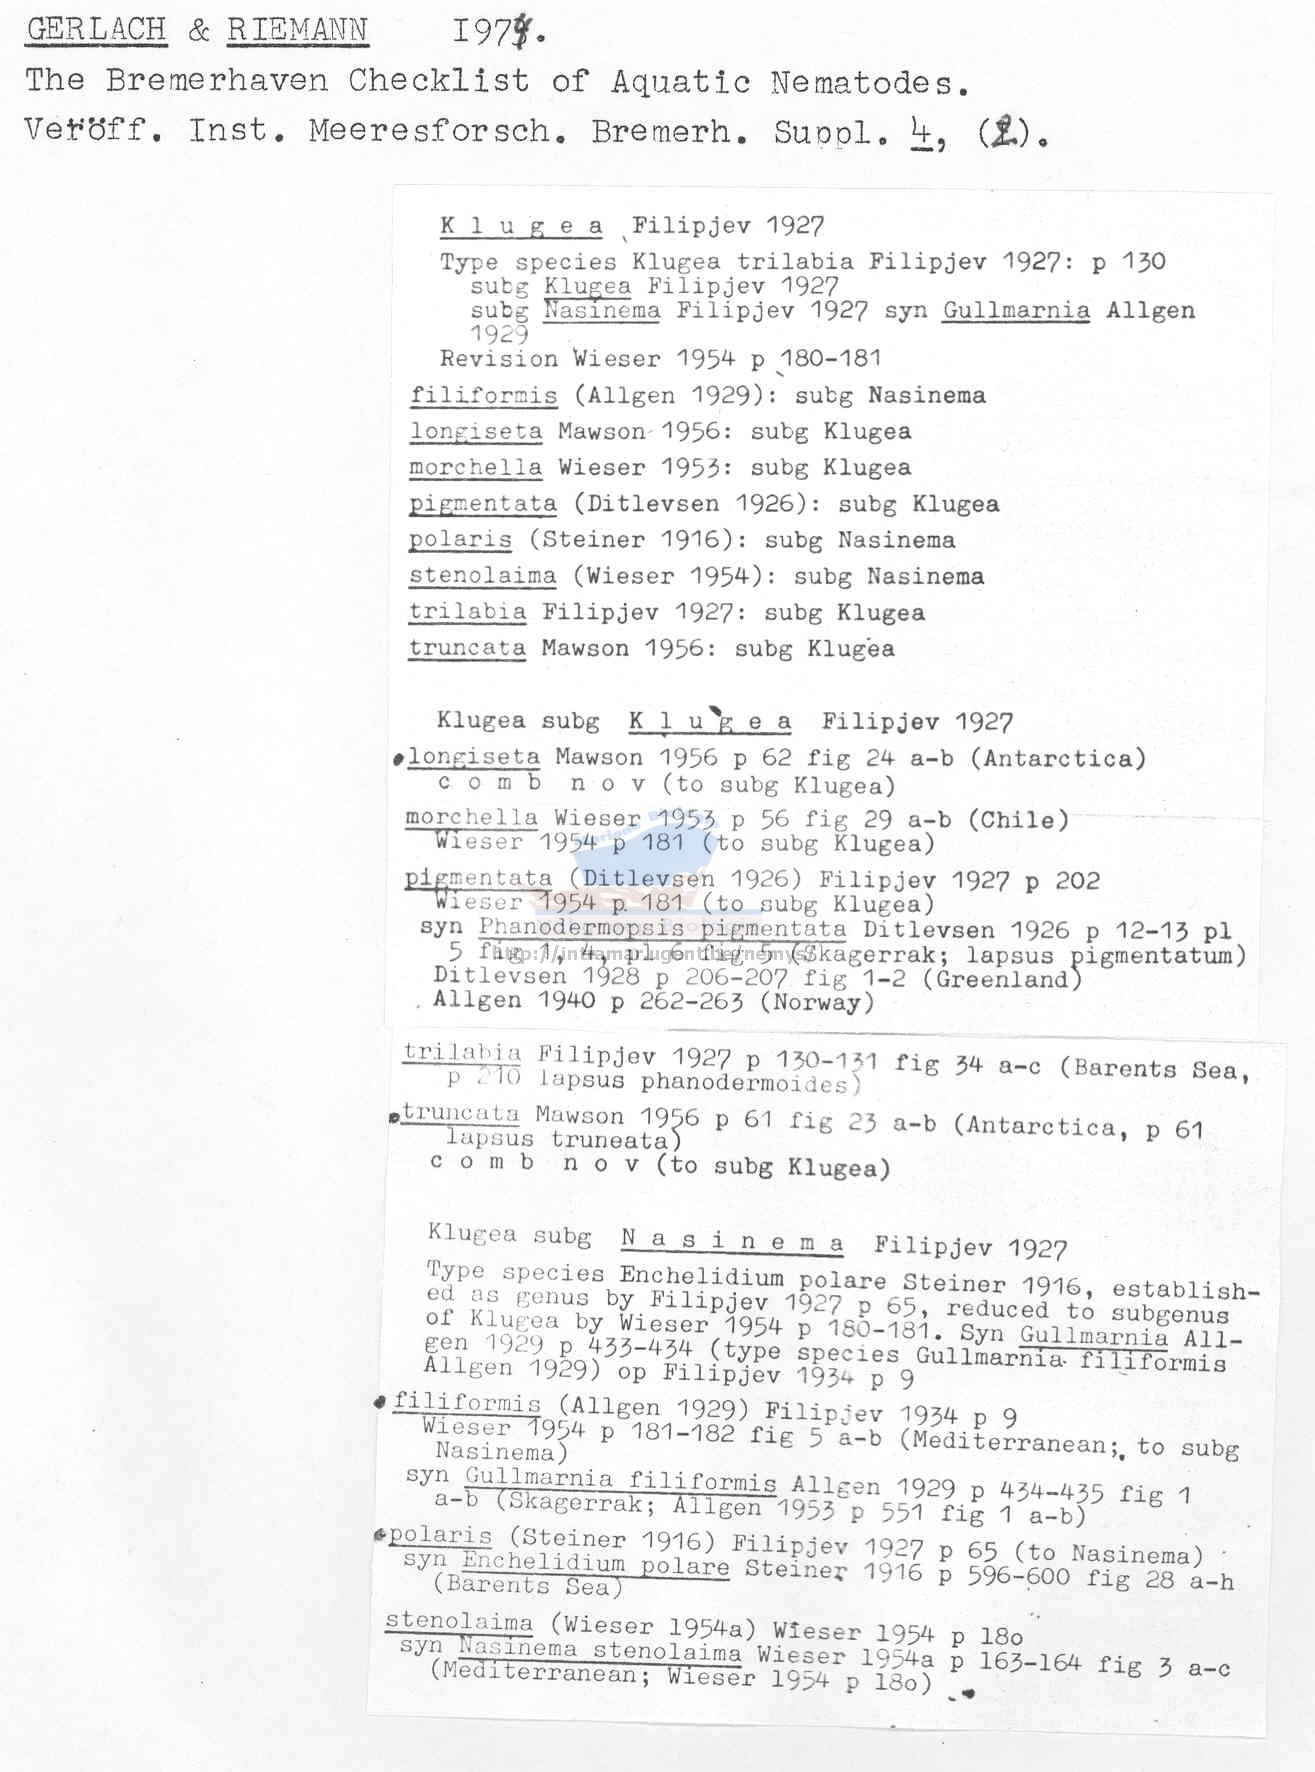 GERLACH & RIEMANN 1974.
The Bremerhaven Checklist of Aquatic Nematodes.
Veröff. Inst. Meeresforsch. Bremerh. Suppl. 4, (2).
K l u g e a Filipjev 1927
Type species Klugea trilabia Filipjev 1927: p 130
subg Klugea Filipjev 1927
subg Nasinema Filipjev 1927 syn Gullmarnia Allgen
1929
Revision Wieser 1954 p 180-181
filiformis (Allgen 1929): subg Nasinema
longiseta Mawson 1956: subg Klugea
morchella Wieser 1953: subg Klugea
pigmentata (Ditlevsen 1926): subg Klugea
polaris (Steiner 1916): subg Nasinema
stenolaima (Wieser 1954): subg Nasinema
trilabia Filipjev 1927: subg Klugea
truncata Mawson 1956: subg Klugea
Klugea subg K l u g e a Filipjev 1927
longiseta Mawson 1956 p 62 fig 24 a-b (Antarctica)
c o m b n o v (to subg Klugea)
morchella Wieser 1953 p 56 fig 29 a-b (Chile)
Wieser 1954 p 181 (to subg Klugea)
pigmentata (Ditlevsen 1926) Filipjev 1927 p 202
Wieser 1954 p 181 (to subg Klugea)
syn Phanodermopsis pigmentata Ditlevsen 1926 p 12-13 pl
5 fig 1, 4, pl 6 fig 5 (Skagerrak; lapsus pigmentatum)
Ditlevsen 1928 p 206-207 fig 1-2 (Greenland)
Allgen 1940 p 262-263 (Norway)
trilabia Filipjev 1927 p 130-131 fig 34 a-c (Barents Sea,
p 210 lapsus phanodermoides)
truncata Mawson 1956 p 61 fig 23 a-b (Antarctica, p 61
lapsus truneata)
c o m b n o v (to subg Klugea)
Klugea subg N a s i n e m a Filipjev 1927
Type species Enchelidium polare Steiner 1916, establish-
ed as genus by Filipjev 1927 p 65, reduced to subgenus
of Klugea by Wieser 1954 p 180-181. Syn Gullmarnia All-
gen 1929 p 433-434 (type species Gullmarnia filiformis
Allgen 1929) op Filipjev 1934 p 9
filiformis (Allgen 1929) Filipjev 1934 p 9
Wieser 1954 p 181-182 fig 5 a-b (Mediterranean; to subg
Nasinema)
syn Gullmarnia filiformis Allgen 1929 p 434-435 fig 1
a-b (Skagerrak; Allgen 1953 p 551 fig 1 a-b)
polaris (Steiner 1916) Filipjev 1927 p 65 (to Nasinema)
syn Enchelidium polare Steiner 1916 p 596-600 fig 28 a-h
(Barents Sea)
stenolaima (Wieser 1954a) Wieser 1954 p 18o
syn Nasinema stenolaima Wieser 1954a p 163-164 fig 3 a-c
(Mediterranean; Wieser 1954 p 18o)